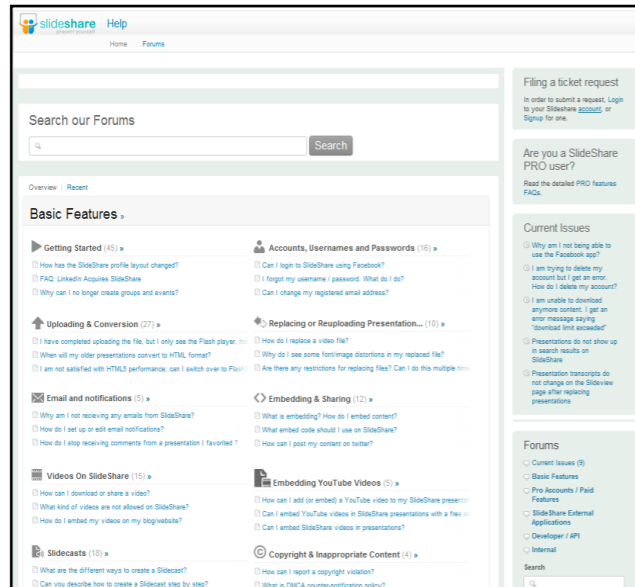 slideshare Help
present yourself
Home Forums
Search our Forums
Search
Overview | Recent
Basic Features »
Getting Started (45) »
How has the SlideShare profile layout changed?
FAQ: LinkedIn Acquires SlideShare
Why can I no longer create groups and events?
Accounts, Usernames and Passwords (16) »
Can I login to SlideShare using Facebook?
I forgot my username / password. What do I do?
Can I change my registered email address?
Uploading & Conversion (27) »
I have completed uploading the file, but I only see the Flash player,
When will my older presentations convert to HTML format?
I am not satisfied with HTML5 performance; can I switch over to Flash
Replacing or Reuploading Presentation... (10) »
How do I replace a video file?
Why do I see some font/image distortions in my replaced file?
Are there any restrictions for replacing files? Can I do this multiple
Email and notifications (5) »
Why am I not recieving any emails from SlideShare?
How do I set up or edit email notifications?
How do I stop receiving comments from a presentation I favorited ?
Embedding & Sharing (12) »
What is embedding? How do I embed content?
What embed code should I use on SlideShare?
How can I post my content on twitter?
Videos On SlideShare (15) »
How can I download or share a video?
What kind of videos are not allowed on SlideShare?
How do I embed my videos on my blog/website?
Embedding YouTube Videos (5) »
How can I add (or embed) a YouTube video to my SlideShare
Can I embed YouTube videos in SlideShare presentations with a
Can I embed SlideShare videos in presentations?
Slidecasts (18) »
What are the different ways to create a Slidecast?
Can you describe how to create a Slidecast step by step?
Copyright & Inappropriate Content (4) »
How can I report a copyright violation?
What is DMCA counter-notification policy?
Filing a ticket request
In order to submit a request, Login
to your Slideshare account, or
Signup for one.
Are you a SlideShare
PRO user?
Read the detailed PRO features
FAQs.
Current Issues
Why am I not being able to
use the Facebook app?
I am trying to delete my
account but I get an error.
How do I delete my account?
I am unable to download
anymore content. I get an
error message saying
"download limit exceeded"
Presentations do not show up
in search results on
SlideShare
Presentation transcripts do
not change on the Slideview
page after replacing
presentations
Forums
Current Issues (9)
Basic Features
Pro Accounts / Paid
Features
SlideShare External
Applications
Developer / API
Internal
Search